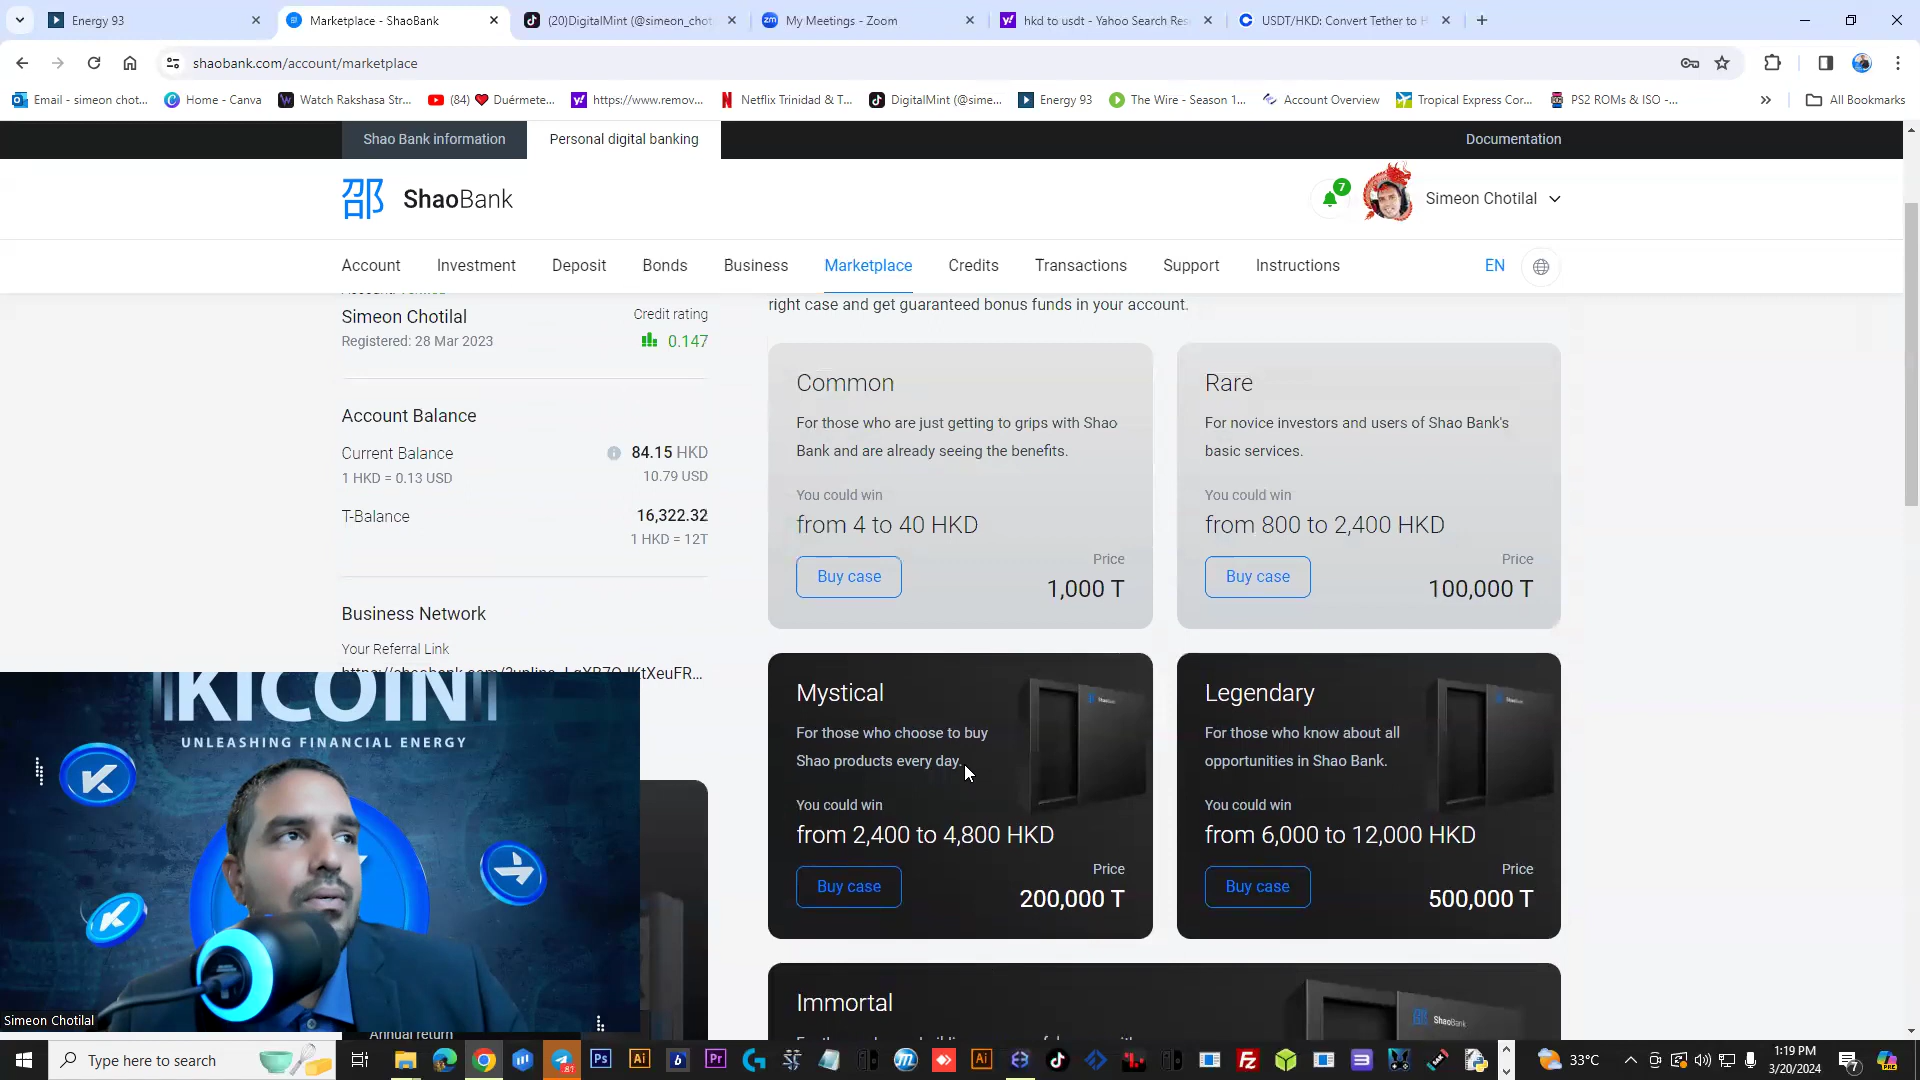 Energy 93
Marketplace - ShaoBank
(20)DigitalMint (@simeon_chot
My Meetings - Zoom
hkd to usdt - Yahoo Search Res
USDT/HKD: Convert Tether to H
shaobank.com/account/marketplace
Email - simeon chot...
Home - Canva
Watch Rakshasa Str...
(84) ❤ Duérmete...
https://www.remov...
Netflix Trinidad & T...
DigitalMint (@sime...
Energy 93
The Wire - Season 1...
Account Overview
Tropical Express Cor...
PS2 ROMs & ISO -...
All Bookmarks
Shao Bank information
Personal digital banking
Documentation
邵 ShaoBank
7
Simeon Chotilal
Account
Investment
Deposit
Bonds
Business
Marketplace
Credits
Transactions
Support
Instructions
EN
right case and get guaranteed bonus funds in your account.
Simeon Chotilal
Credit rating
Registered: 28 Mar 2023
0.147
Account Balance
Current Balance
84.15 HKD
1 HKD = 0.13 USD
10.79 USD
T-Balance
16,322.32
1 HKD = 12T
Business Network
Your Referral Link
Common
For those who are just getting to grips with Shao
Bank and are already seeing the benefits.
You could win
from 4 to 40 HKD
Price
Buy case
1,000 T
Rare
For novice investors and users of Shao Bank's
basic services.
You could win
from 800 to 2,400 HKD
Price
Buy case
100,000 T
Mystical
For those who choose to buy
Shao products every day.
You could win
from 2,400 to 4,800 HKD
Price
Buy case
200,000 T
Legendary
For those who know about all
opportunities in Shao Bank.
You could win
from 6,000 to 12,000 HKD
Price
Buy case
500,000 T
Immortal
ShaoBank
KICOIN
UNLEASHING FINANCIAL ENERGY
Simeon Chotilal
Annual return
Type here to search
33°C
1:19 PM
3/20/2024
7